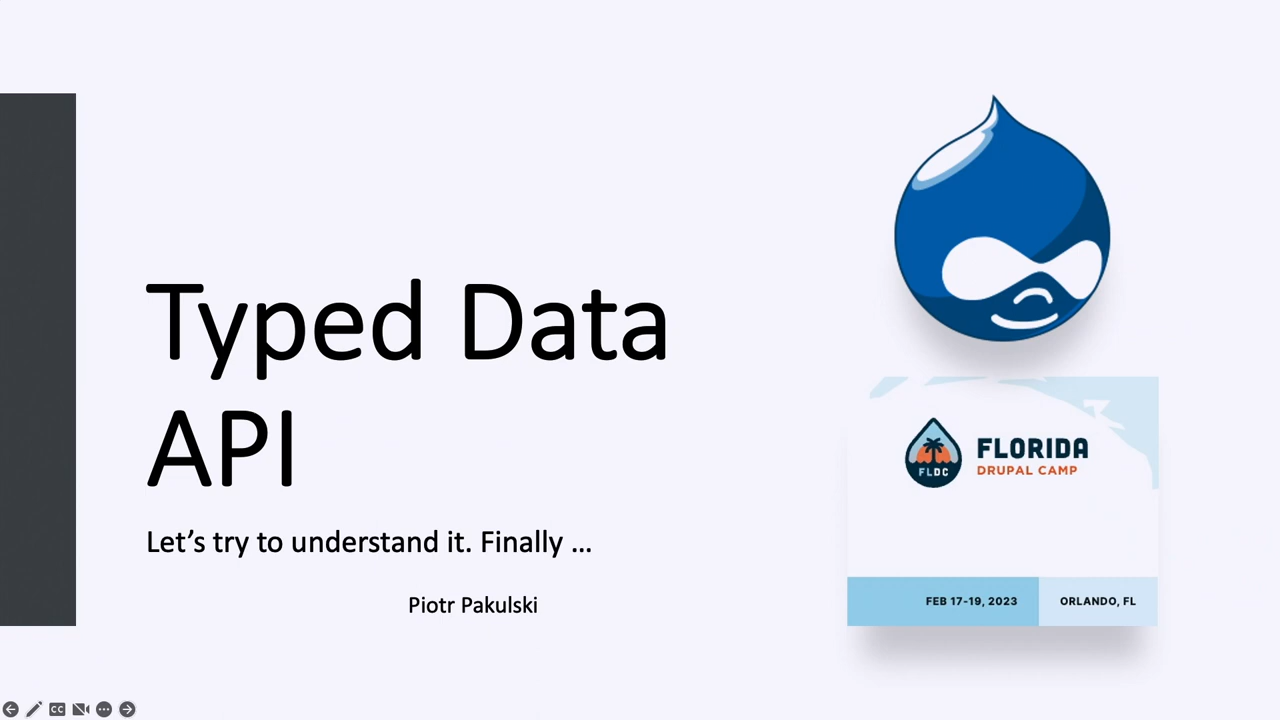 Typed Data
API
Let’s try to understand it. Finally ...
Piotr Pakulski
FLDC
FLORIDA
DRUPAL CAMP
FEB 17-19, 2023
ORLANDO, FL
CC